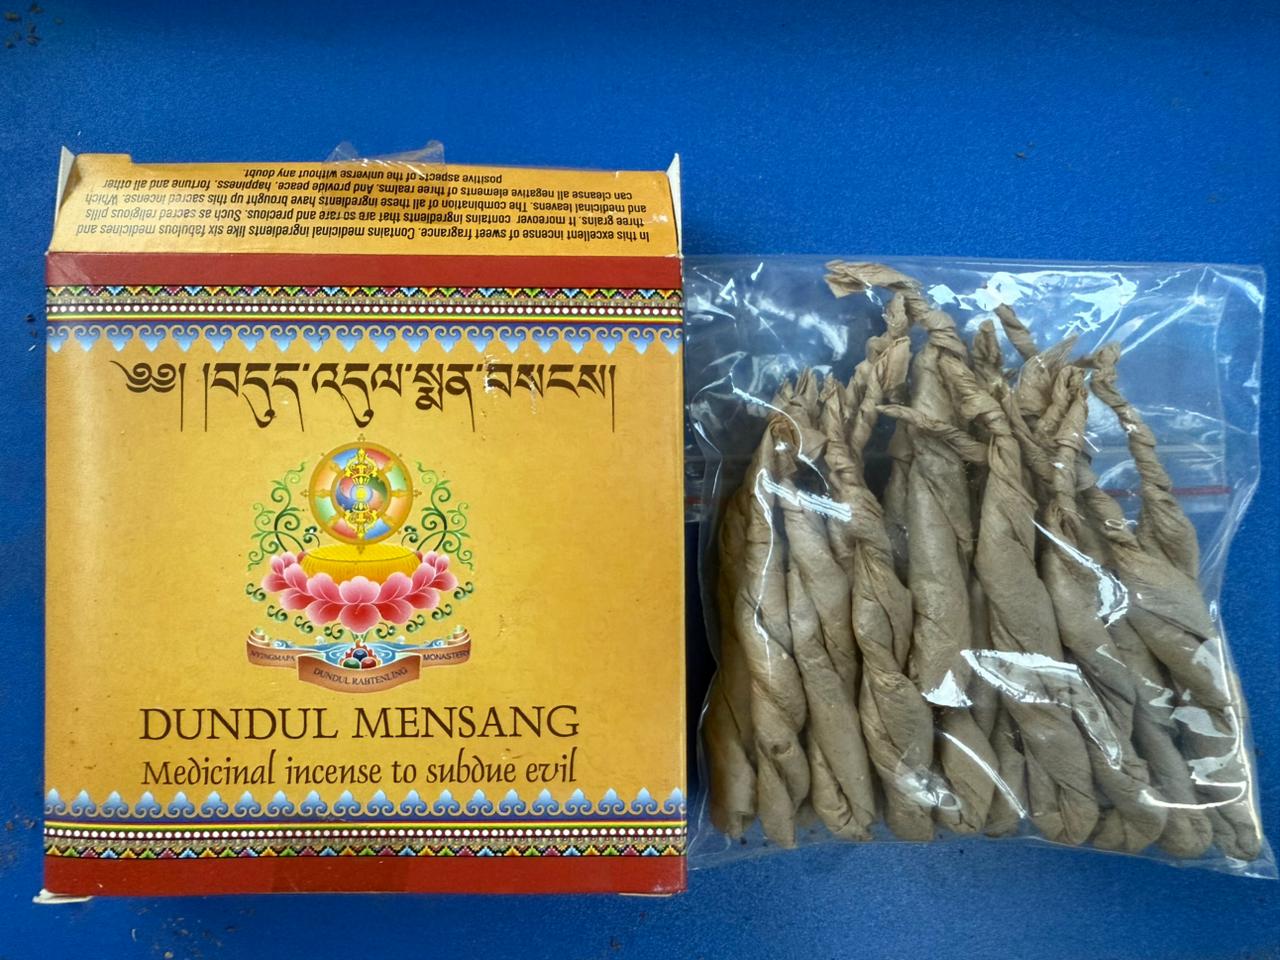 In this excellent incense of sweet fragrance. Contains medicinal ingredients like six fabulous medicines and
three grains. It moreover contains ingredients that are so rare and precious. Such as sacred religious pills
and medicinal leavens. The combination of all these ingredients have brought up this sacred incense. Which
can cleanse all negative elements of three realms. And provide peace, happiness, fortune and all other
positive aspects of the universe without any doubt.
༄༅། །བདུད་འདུལ་སྨན་བསངས།
NYINGMAPA DUNDUL RABTENLING MONASTERY
DUNDUL MENSANG
Medicinal incense to subdue evil